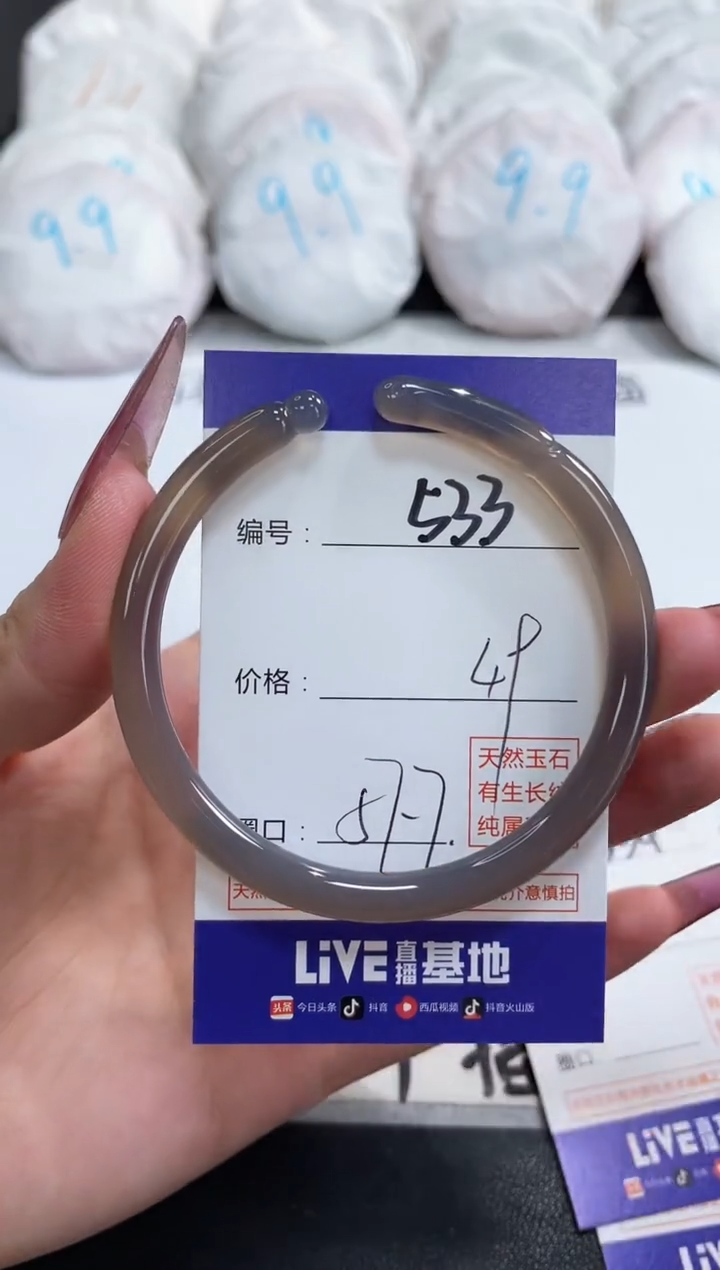 9.9
9.9
9.9
编号： 533
价格： 49
天然玉石
有生长纹
纯属
圈口： 57-7.
天然
介意慎拍
LiVE直播基地
头条 今日头条 抖音 西瓜视频 抖音火山版
圈口
LiVE